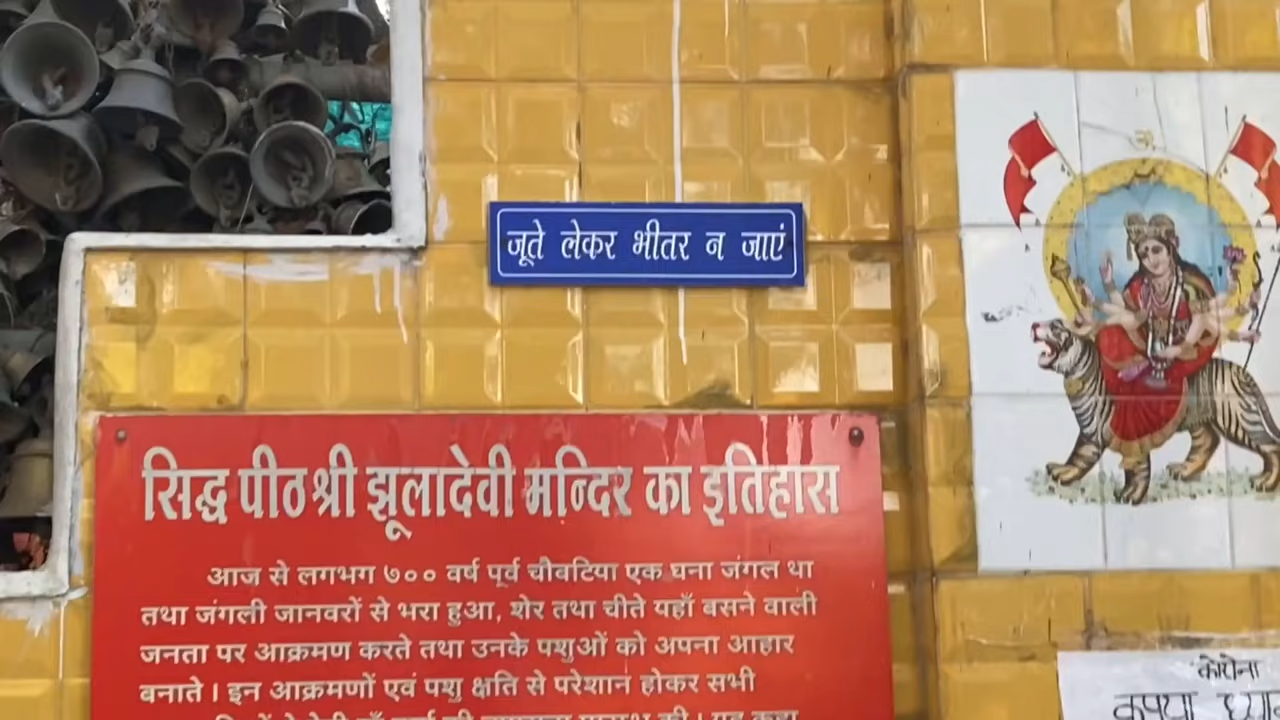 जूते लेकर भीतर न जाएं
सिद्ध पीठ श्री झूलादेवी मन्दिर का इतिहास
आज से लगभग ७०० वर्ष पूर्व चौबटिया एक घना जंगल था
तथा जंगली जानवरों से भरा हुआ, शेर तथा चीते यहाँ बसने वाली
जनता पर आक्रमण करते तथा उनके पशुओं को अपना आहार
बनाते। इन आक्रमणों एवं पशु क्षति से परेशान होकर सभी
कोरोना
कृपया